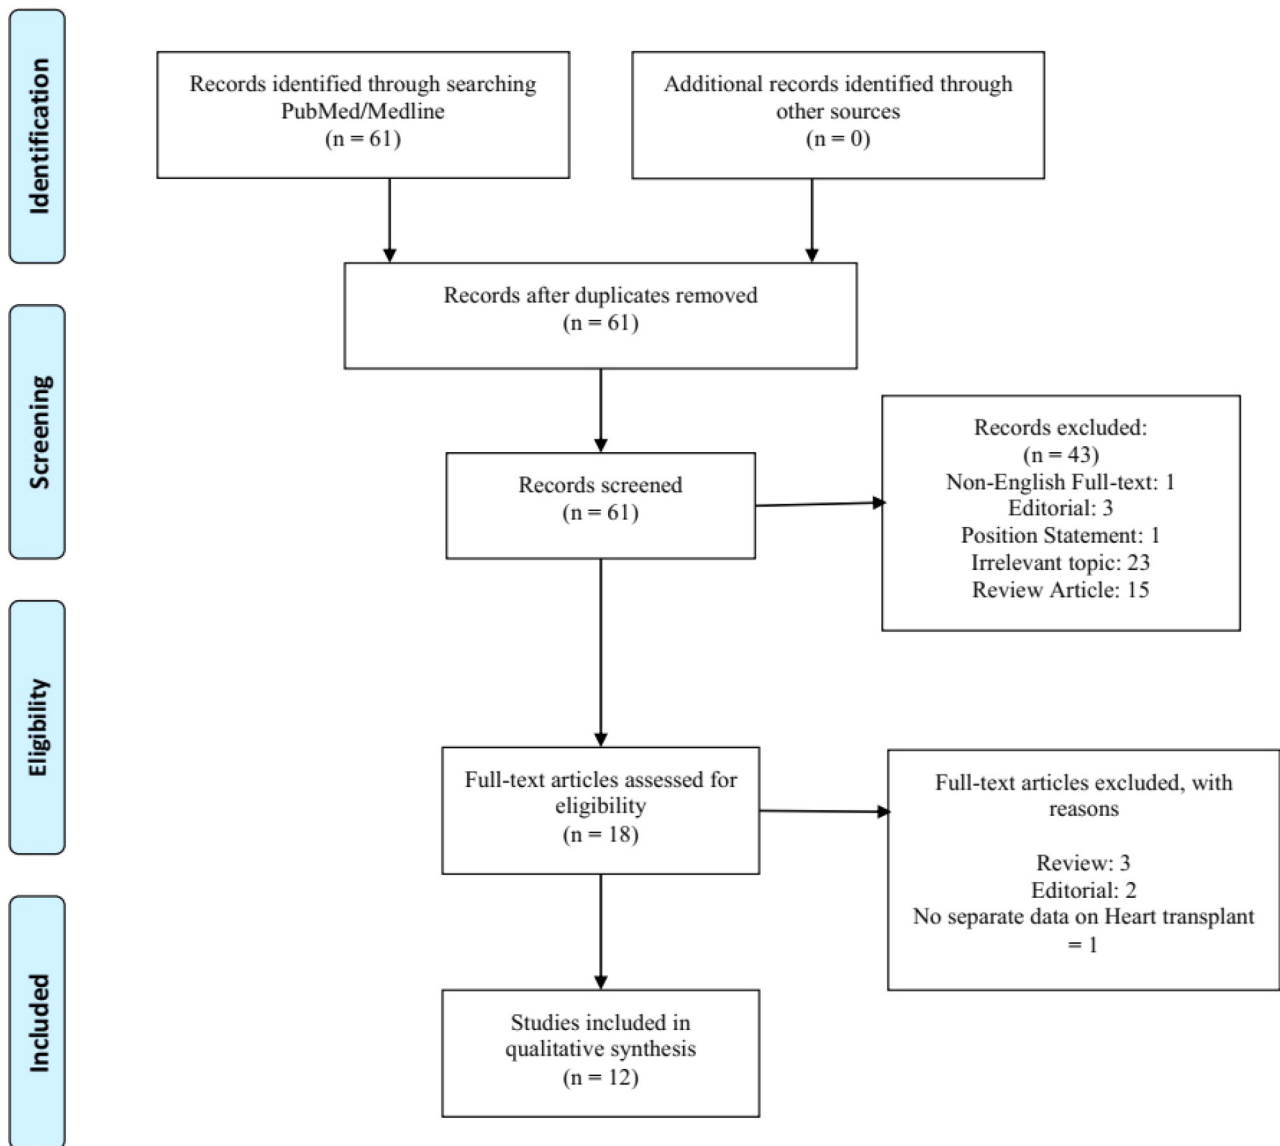 Identification
Records identified through searching
PubMed/Medline
(n = 61)
Additional records identified through
other sources
(n = 0)
Records after duplicates removed
(n = 61)
Screening
Records screened
(n = 61)
Records excluded:
(n = 43)
Non-English Full-text: 1
Editorial: 3
Position Statement: 1
Irrelevant topic: 23
Review Article: 15
Eligibility
Full-text articles assessed for
eligibility
(n = 18)
Full-text articles excluded, with
reasons
Review: 3
Editorial: 2
No separate data on Heart transplant
= 1
Included
Studies included in
qualitative synthesis
(n = 12)